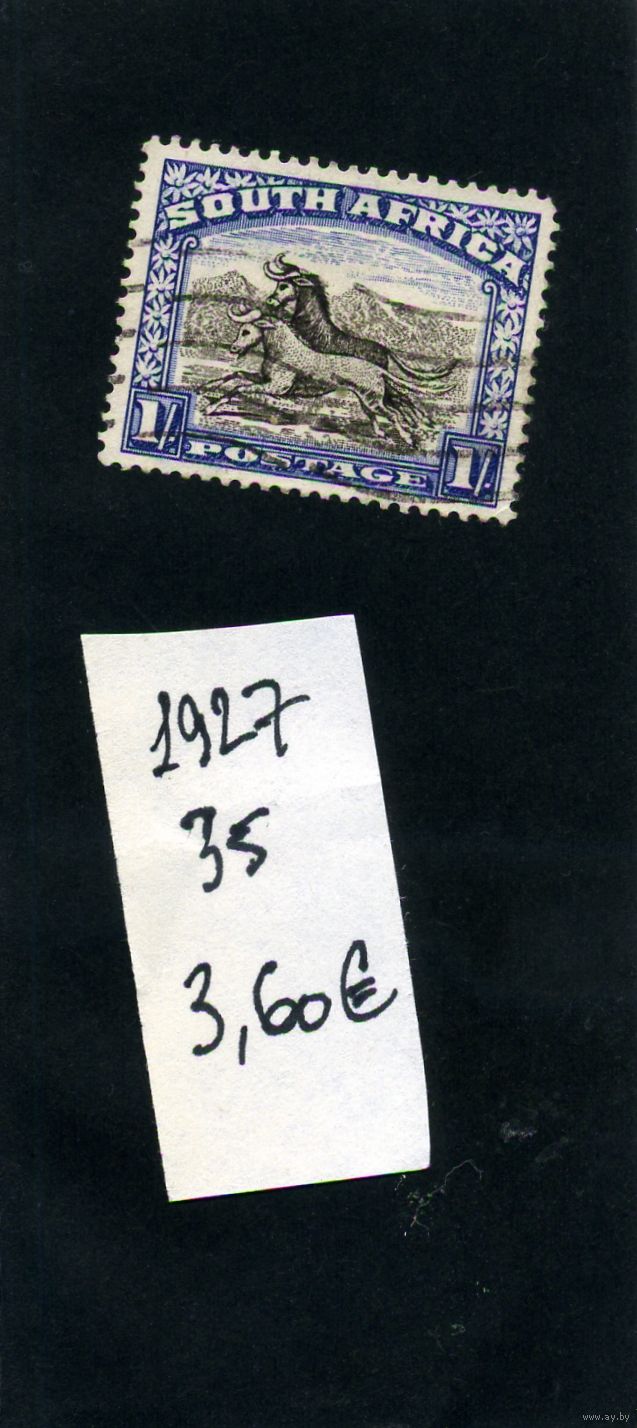 SOUTH AFRICA
1/-
POSTAGE
1/-
1927
35
3,60€
www.ay.by